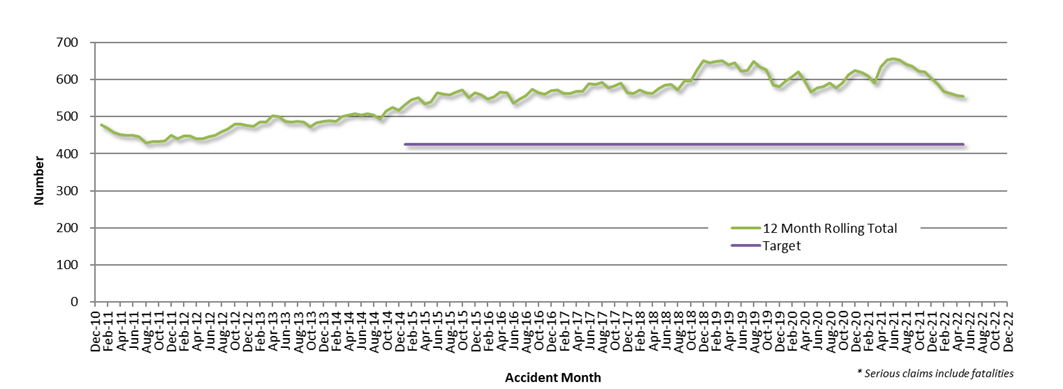 700
600
500
400
300
200
100
0
Number
12 Month Rolling Total
Target
Dec-10
Feb-11
Apr-11
Jun-11
Aug-11
Oct-11
Dec-11
Feb-12
Apr-12
Jun-12
Aug-12
Oct-12
Dec-12
Feb-13
Apr-13
Jun-13
Aug-13
Oct-13
Dec-13
Feb-14
Apr-14
Jun-14
Aug-14
Oct-14
Dec-14
Feb-15
Apr-15
Jun-15
Aug-15
Oct-15
Dec-15
Feb-16
Apr-16
Jun-16
Aug-16
Oct-16
Dec-16
Feb-17
Apr-17
Jun-17
Aug-17
Oct-17
Dec-17
Feb-18
Apr-18
Jun-18
Aug-18
Oct-18
Dec-18
Feb-19
Apr-19
Jun-19
Aug-19
Oct-19
Dec-19
Feb-20
Apr-20
Jun-20
Aug-20
Oct-20
Dec-20
Feb-21
Apr-21
Jun-21
Aug-21
Oct-21
Dec-21
Feb-22
Apr-22
Jun-22
Aug-22
Oct-22
Dec-22
Accident Month
* Serious claims include fatalities